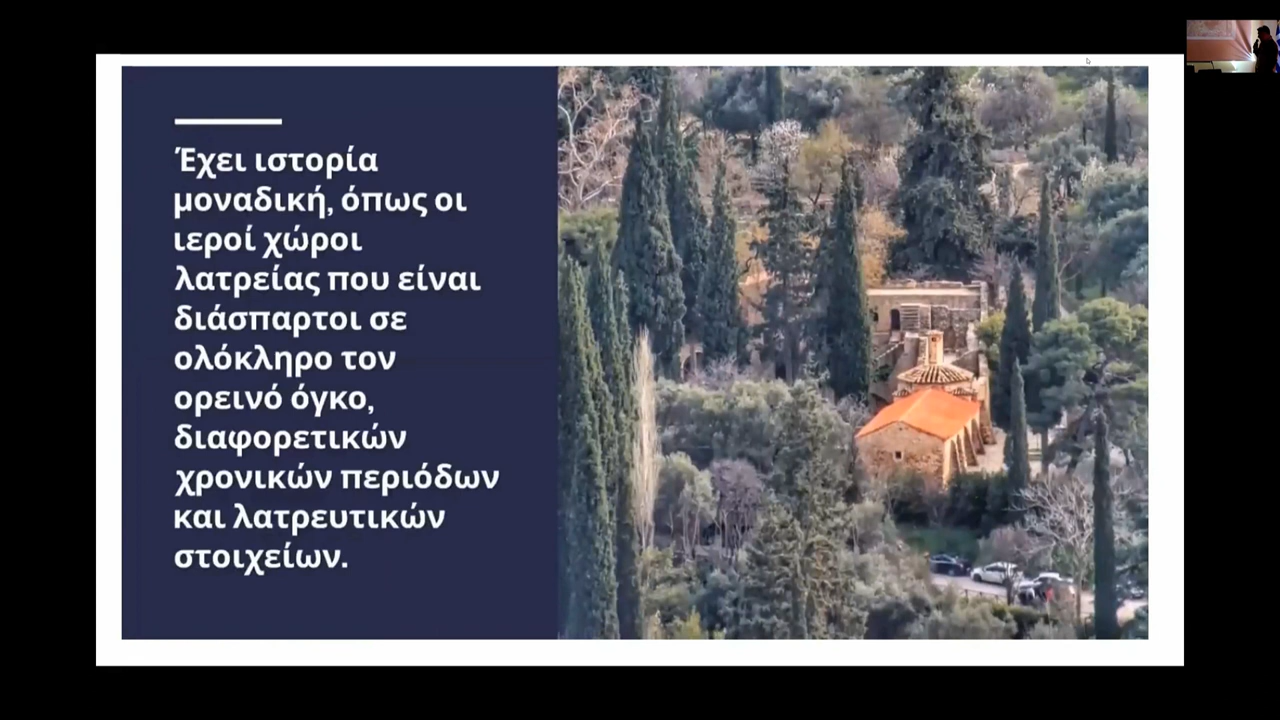 Έχει ιστορία
μοναδική, όπως οι
ιεροί χώροι
λατρείας που είναι
διάσπαρτοι σε
ολόκληρο τον
ορεινό όγκο,
διαφορετικών
χρονικών περιόδων
και λατρευτικών
στοιχείων.